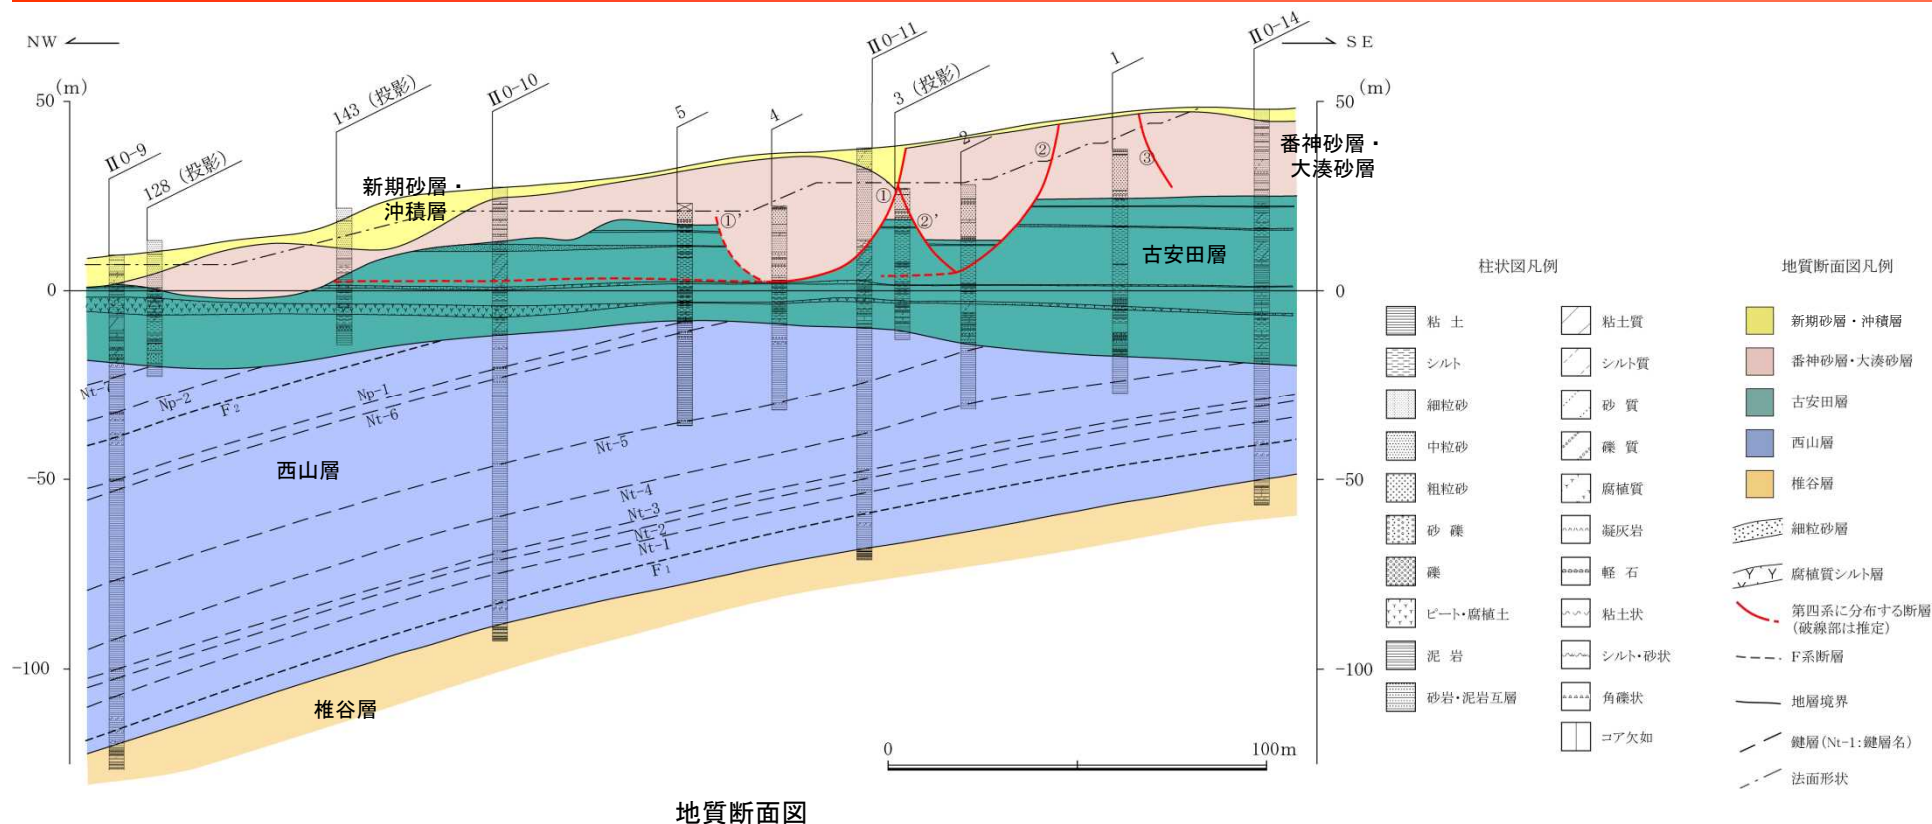 NW
SE
(m)
50
0
-50
-100
(m)
50
0
-50
-100
ⅡO-9
128 (投影)
143 (投影)
ⅡO-10
5
4
ⅡO-11
3 (投影)
2
1
ⅡO-14
新期砂層・
沖積層
番神砂層・
大湊砂層
古安田層
西山層
椎谷層
①'
①
②'
②
③
Nt-7
Np-2
F₂
Np-1
Nt-6
Nt-5
Nt-4
Nt-3
Nt-2
Nt-1
F₁
0
100m
地質断面図
柱状図凡例
粘土
シルト
細粒砂
中粒砂
粗粒砂
砂礫
礫
ピート・腐植土
泥岩
砂岩・泥岩互層
粘土質
シルト質
砂質
礫質
腐植質
凝灰岩
軽石
粘土状
シルト・砂状
角礫状
コア欠如
地質断面図凡例
新期砂層・沖積層
番神砂層・大湊砂層
古安田層
西山層
椎谷層
細粒砂層
腐植質シルト層
第四系に分布する断層
(破線部は推定)
F系断層
地層境界
鍵層(Nt-1:鍵層名)
法面形状